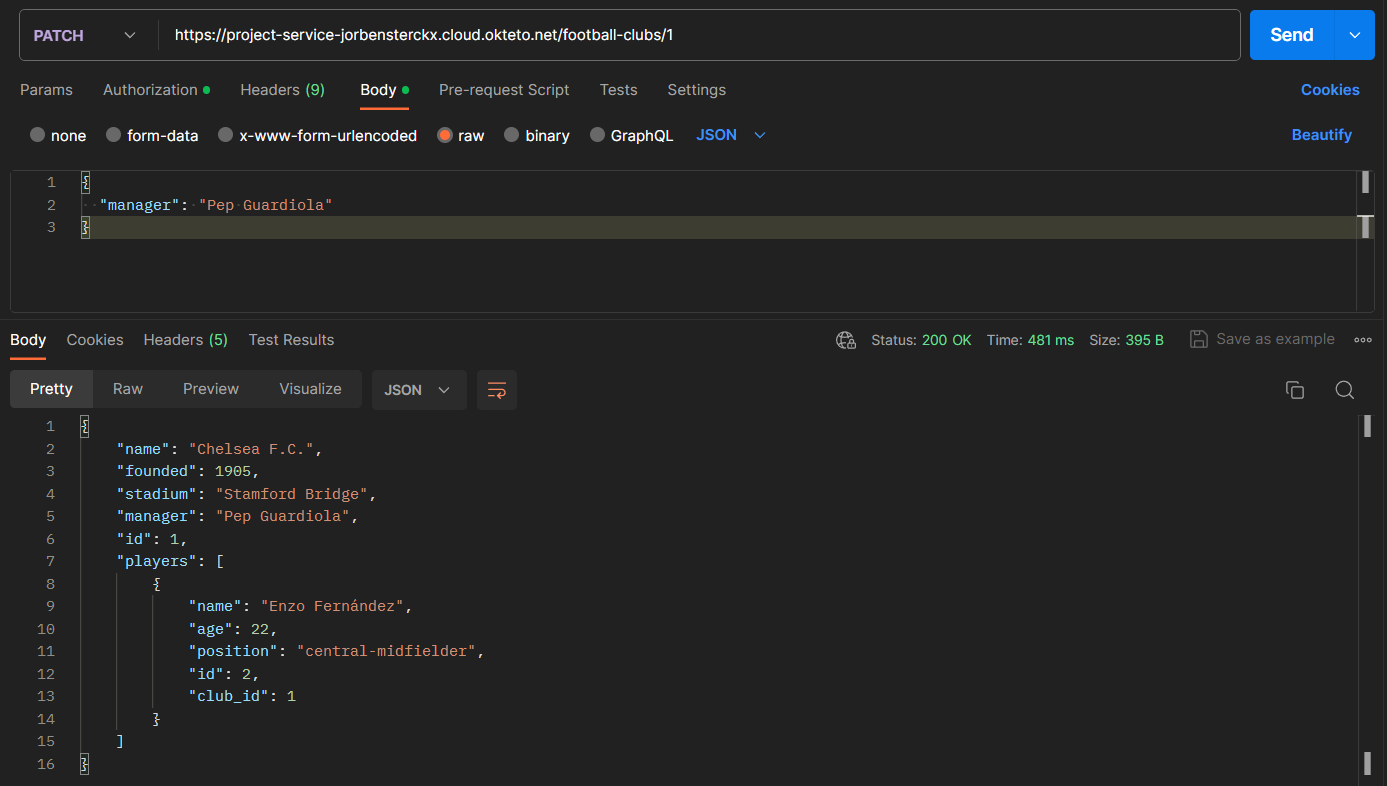 PATCH https://project-service-jorbensterckx.cloud.okteto.net/football-clubs/1 Send
Params Authorization Headers (9) Body Pre-request Script Tests Settings Cookies
none form-data x-www-form-urlencoded raw binary GraphQL JSON Beautify
1 {
2 "manager": "Pep Guardiola"
3 }
Body Cookies Headers (5) Test Results Status: 200 OK Time: 481 ms Size: 395 B Save as example
Pretty Raw Preview Visualize JSON
1 {
2 "name": "Chelsea F.C.",
3 "founded": 1905,
4 "stadium": "Stamford Bridge",
5 "manager": "Pep Guardiola",
6 "id": 1,
7 "players": [
8 {
9 "name": "Enzo Fernández",
10 "age": 22,
11 "position": "central-midfielder",
12 "id": 2,
13 "club_id": 1
14 }
15 ]
16 }